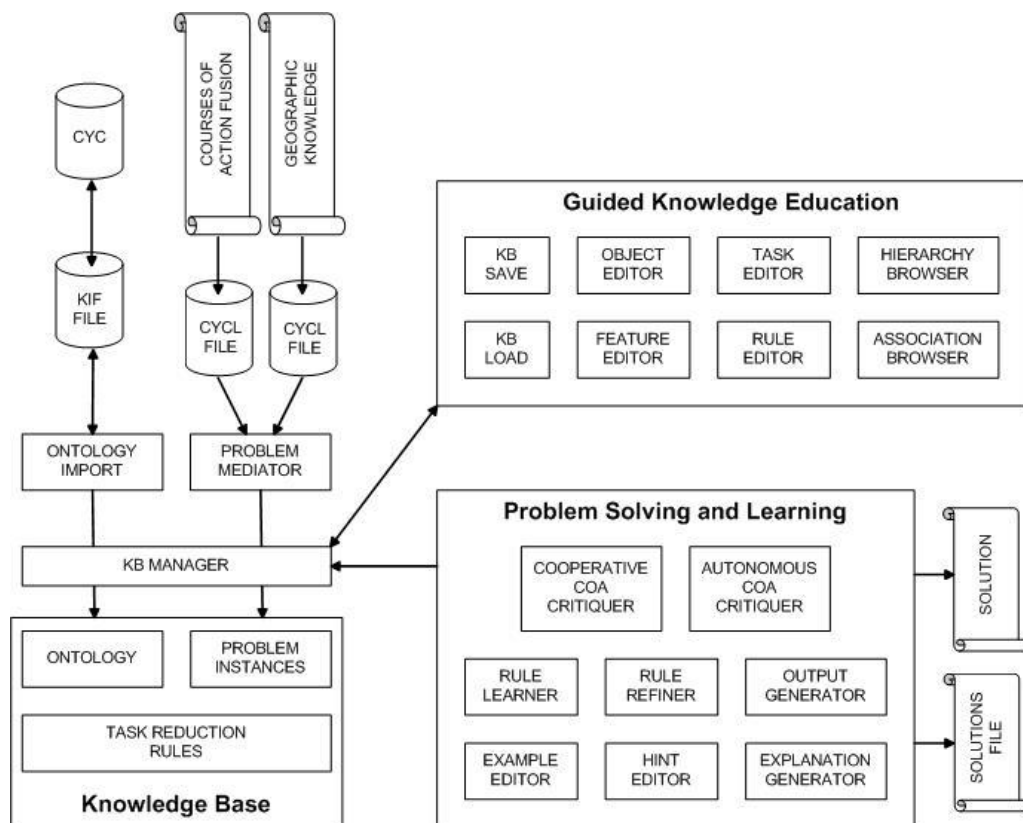 COURSES OF
ACTION FUSION
GEOGRAPHIC
KNOWLEDGE
CYC
KIF
FILE
CYCL
FILE
CYCL
FILE
ONTOLOGY
IMPORT
PROBLEM
MEDIATOR
KB MANAGER
ONTOLOGY
PROBLEM
INSTANCES
TASK REDUCTION
RULES
Knowledge Base
Guided Knowledge Education
KB
SAVE
OBJECT
EDITOR
TASK
EDITOR
HIERARCHY
BROWSER
KB
LOAD
FEATURE
EDITOR
RULE
EDITOR
ASSOCIATION
BROWSER
Problem Solving and Learning
COOPERATIVE
COA
CRITIQUER
AUTONOMOUS
COA
CRITIQUER
RULE
LEARNER
RULE
REFINER
OUTPUT
GENERATOR
EXAMPLE
EDITOR
HINT
EDITOR
EXPLANATION
GENERATOR
SOLUTION
SOLUTIONS
FILE